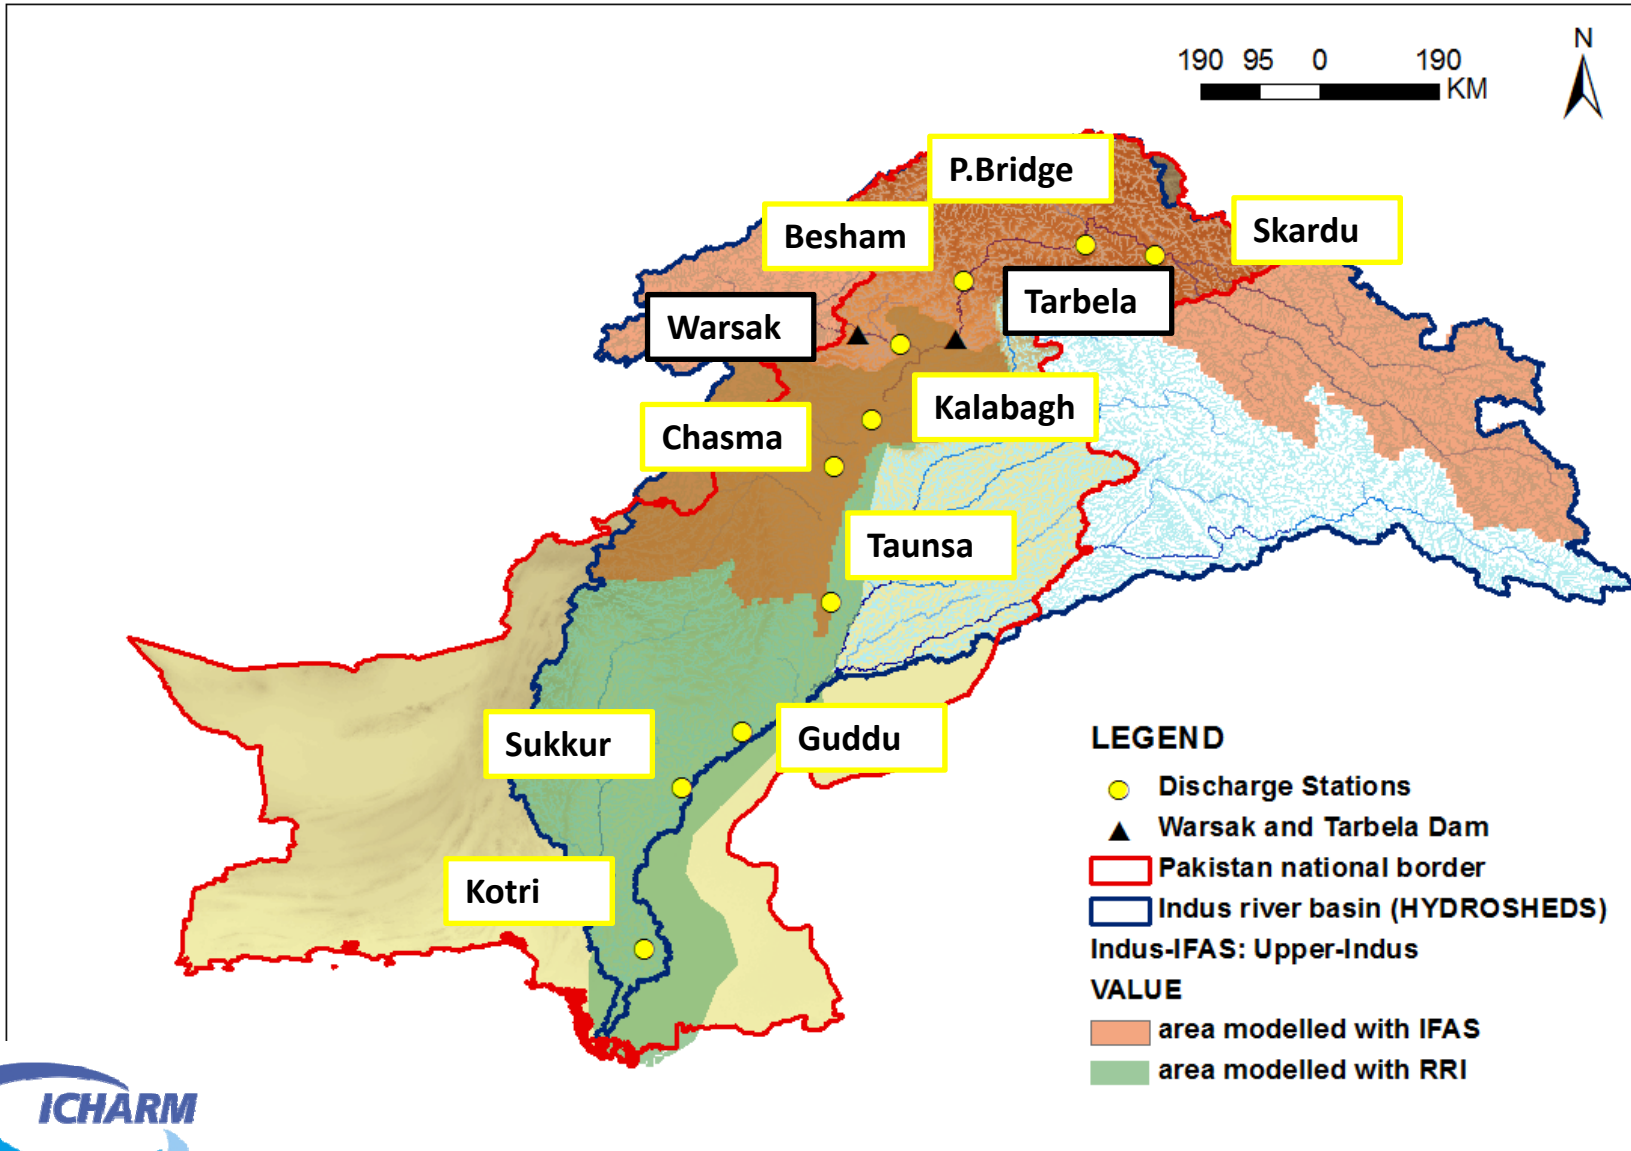 190 95 0 190
KM
N
P.Bridge
Besham
Skardu
Tarbela
Warsak
Kalabagh
Chasma
Taunsa
Sukkur
Guddu
Kotri
LEGEND
Discharge Stations
Warsak and Tarbela Dam
Pakistan national border
Indus river basin (HYDROSHEDS)
Indus-IFAS: Upper-Indus
VALUE
area modelled with IFAS
area modelled with RRI
ICHARM